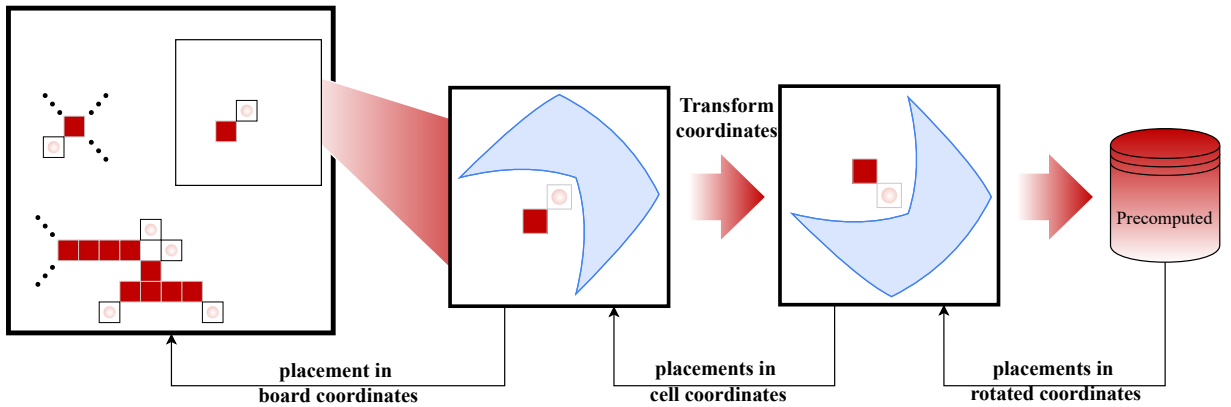 Transform
coordinates
Precomputed
placement in
board coordinates
placements in
cell coordinates
placements in
rotated coordinates